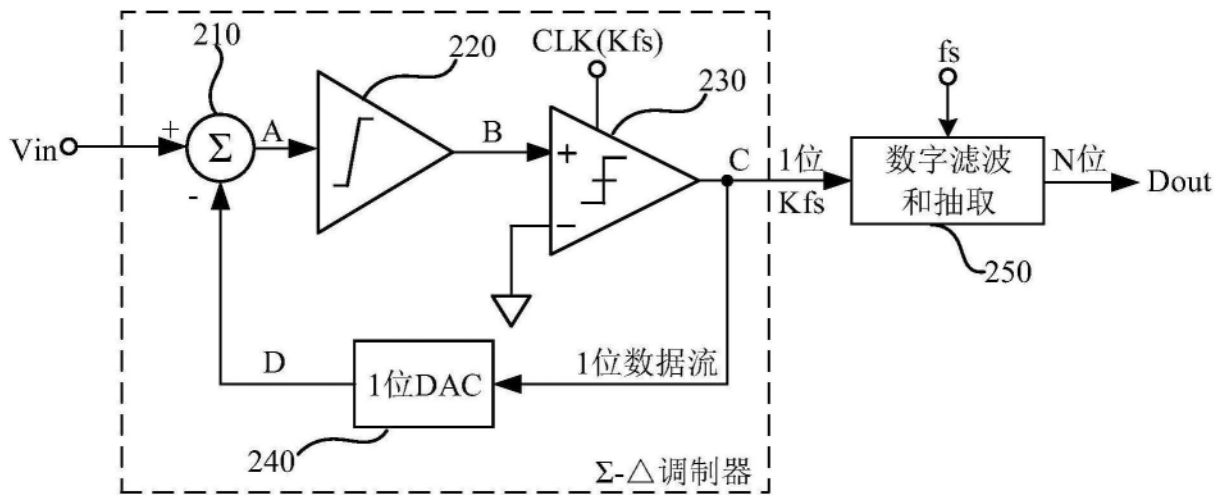 210
220
CLK(Kfs)
230
fs
Vin
+
Σ
-
A
B
+
-
C
1位
Kfs
数字滤波
和抽取
N位
Dout
250
D
1位DAC
1位数据流
240
Σ-△调制器